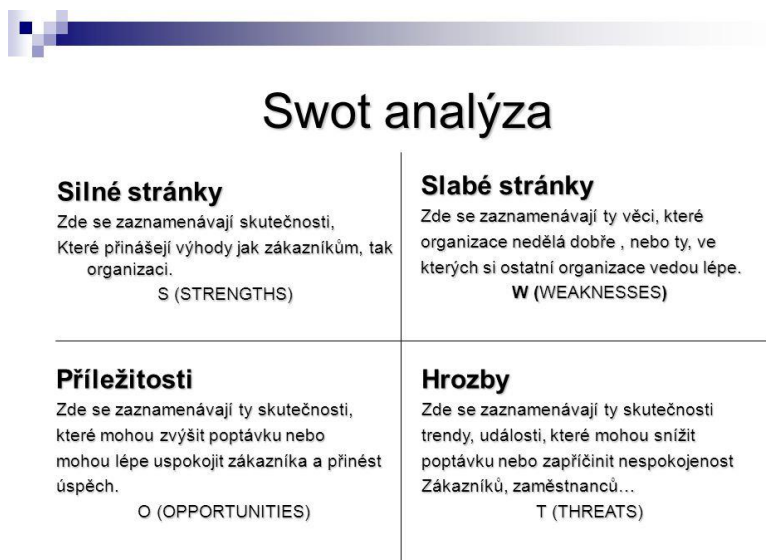 Swot analýza
Silné stránky
Zde se zaznamenávají skutečnosti,
Které přinášejí výhody jak zákazníkům, tak
organizaci.
S (STRENGTHS)
Slabé stránky
Zde se zaznamenávají ty věci, které
organizace nedělá dobře , nebo ty, ve
kterých si ostatní organizace vedou lépe.
W (WEAKNESSES)
Příležitosti
Zde se zaznamenávají ty skutečnosti,
které mohou zvýšit poptávku nebo
mohou lépe uspokojit zákazníka a přinést
úspěch.
O (OPPORTUNITIES)
Hrozby
Zde se zaznamenávají ty skutečnosti
trendy, události, které mohou snížit
poptávku nebo zapříčinit nespokojenost
Zákazníků, zaměstnanců…
T (THREATS)